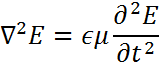 ∇²E = ϵμ ∂²E/∂t²